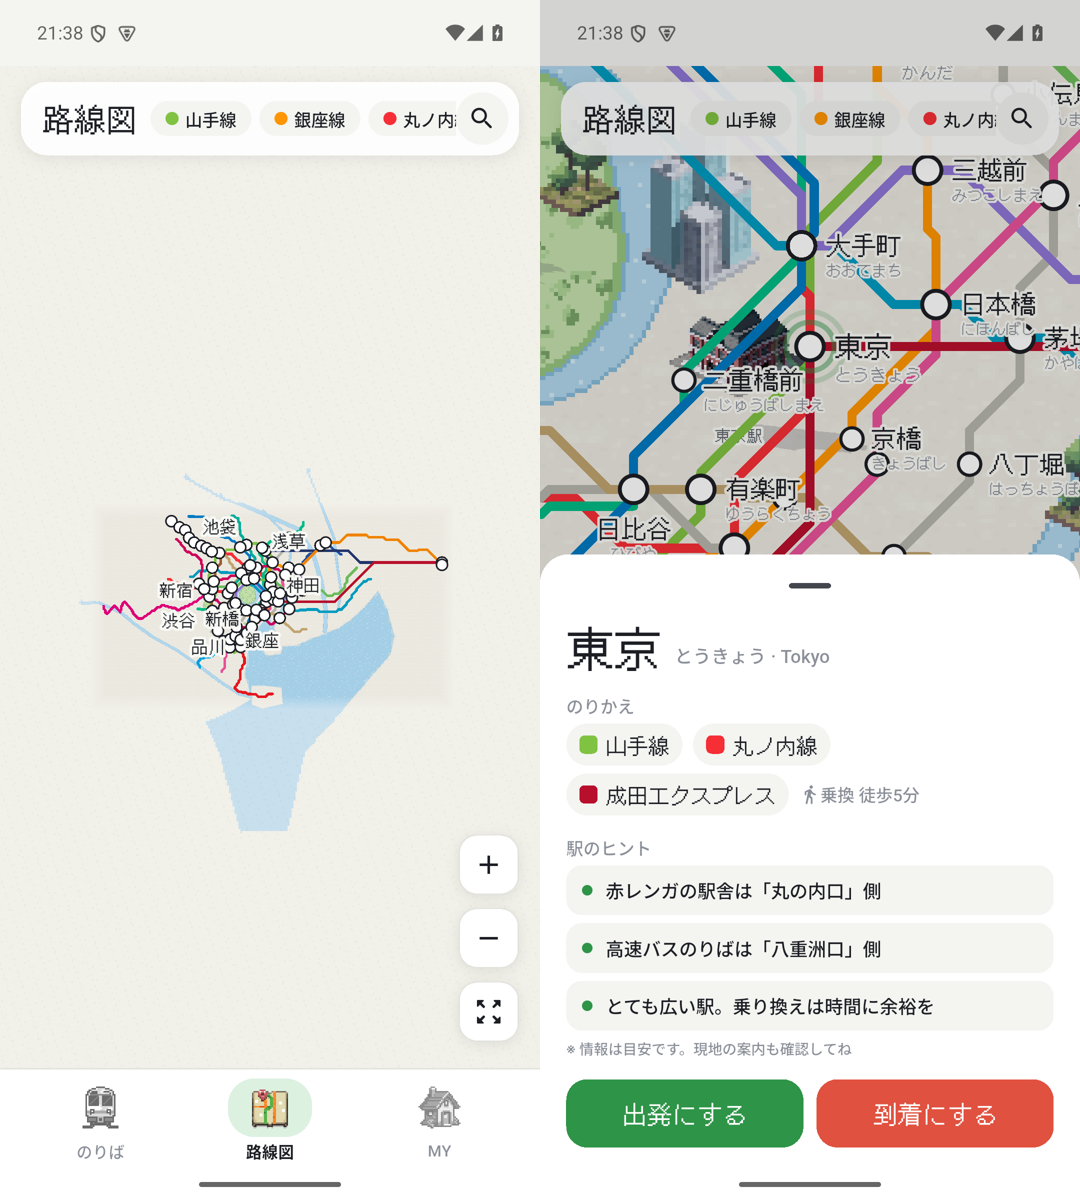 21:38
路線図
山手線
銀座線
丸ノ内
池袋
浅草
新宿
神田
渋谷
新橋
品川
銀座
+
−
のりば
路線図
MY
21:38
かんだ
路線図
山手線
銀座線
丸ノ内
三越前
みつこしまえ
大手町
おおてまち
日本橋
にほんばし
東京
とうきょう
かやば
二重橋前
にじゅうばしまえ
東京駅
京橋
きょうばし
八丁堀
はっちょうぼ
有楽町
ゆうらくちょう
日比谷
ひびや
東京
とうきょう · Tokyo
のりかえ
山手線
丸ノ内線
成田エクスプレス
乗換 徒歩5分
駅のヒント
赤レンガの駅舎は「丸の内口」側
高速バスのりばは「八重洲口」側
とても広い駅。乗り換えは時間に余裕を
※ 情報は目安です。現地の案内も確認してね
出発にする
到着にする